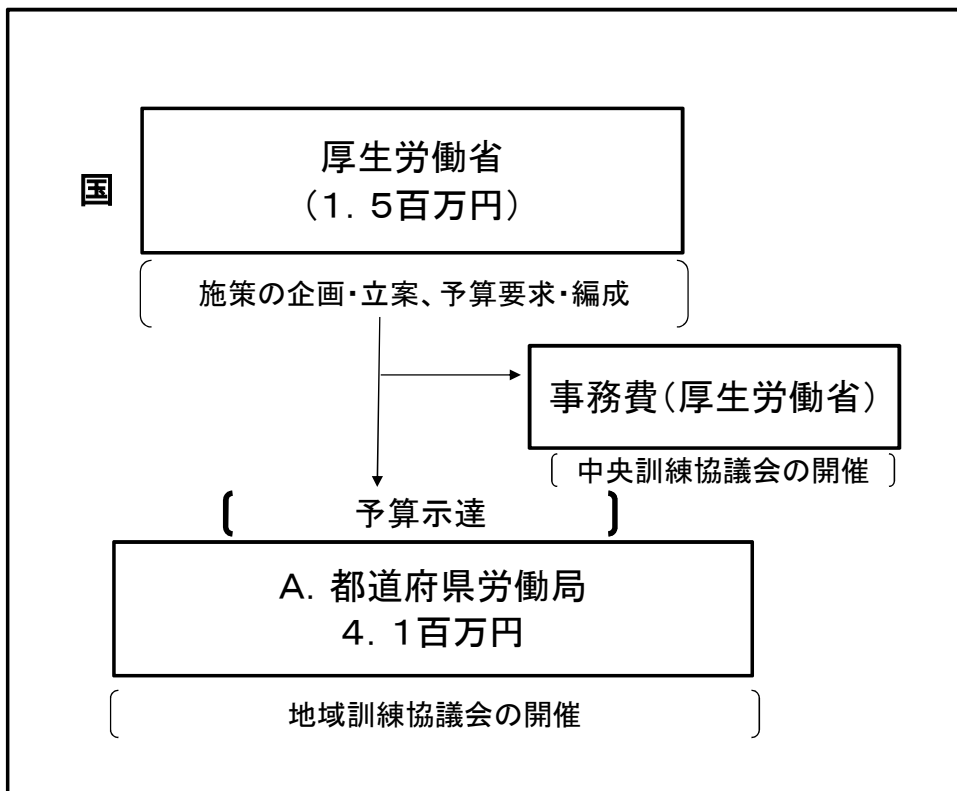 厚生労働省
（１．５百万円）
国
施策の企画・立案、予算要求・編成
事務費（厚生労働省）
中央訓練協議会の開催
予算示達
Ａ．都道府県労働局
４．１百万円
地域訓練協議会の開催